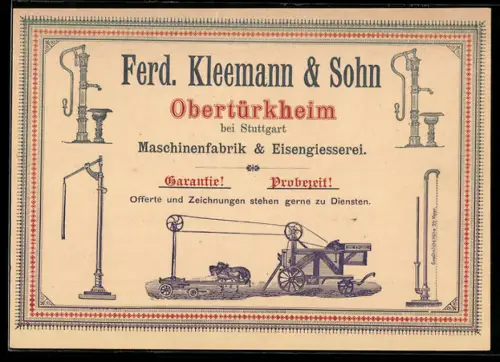 Ferd. Kleemann & Sohn
Obertürkheim
bei Stuttgart
Maschinenfabrik & Eisengiesserei.
Garantie! Probezeit!
Offerte und Zeichnungen stehen gerne zu Diensten.